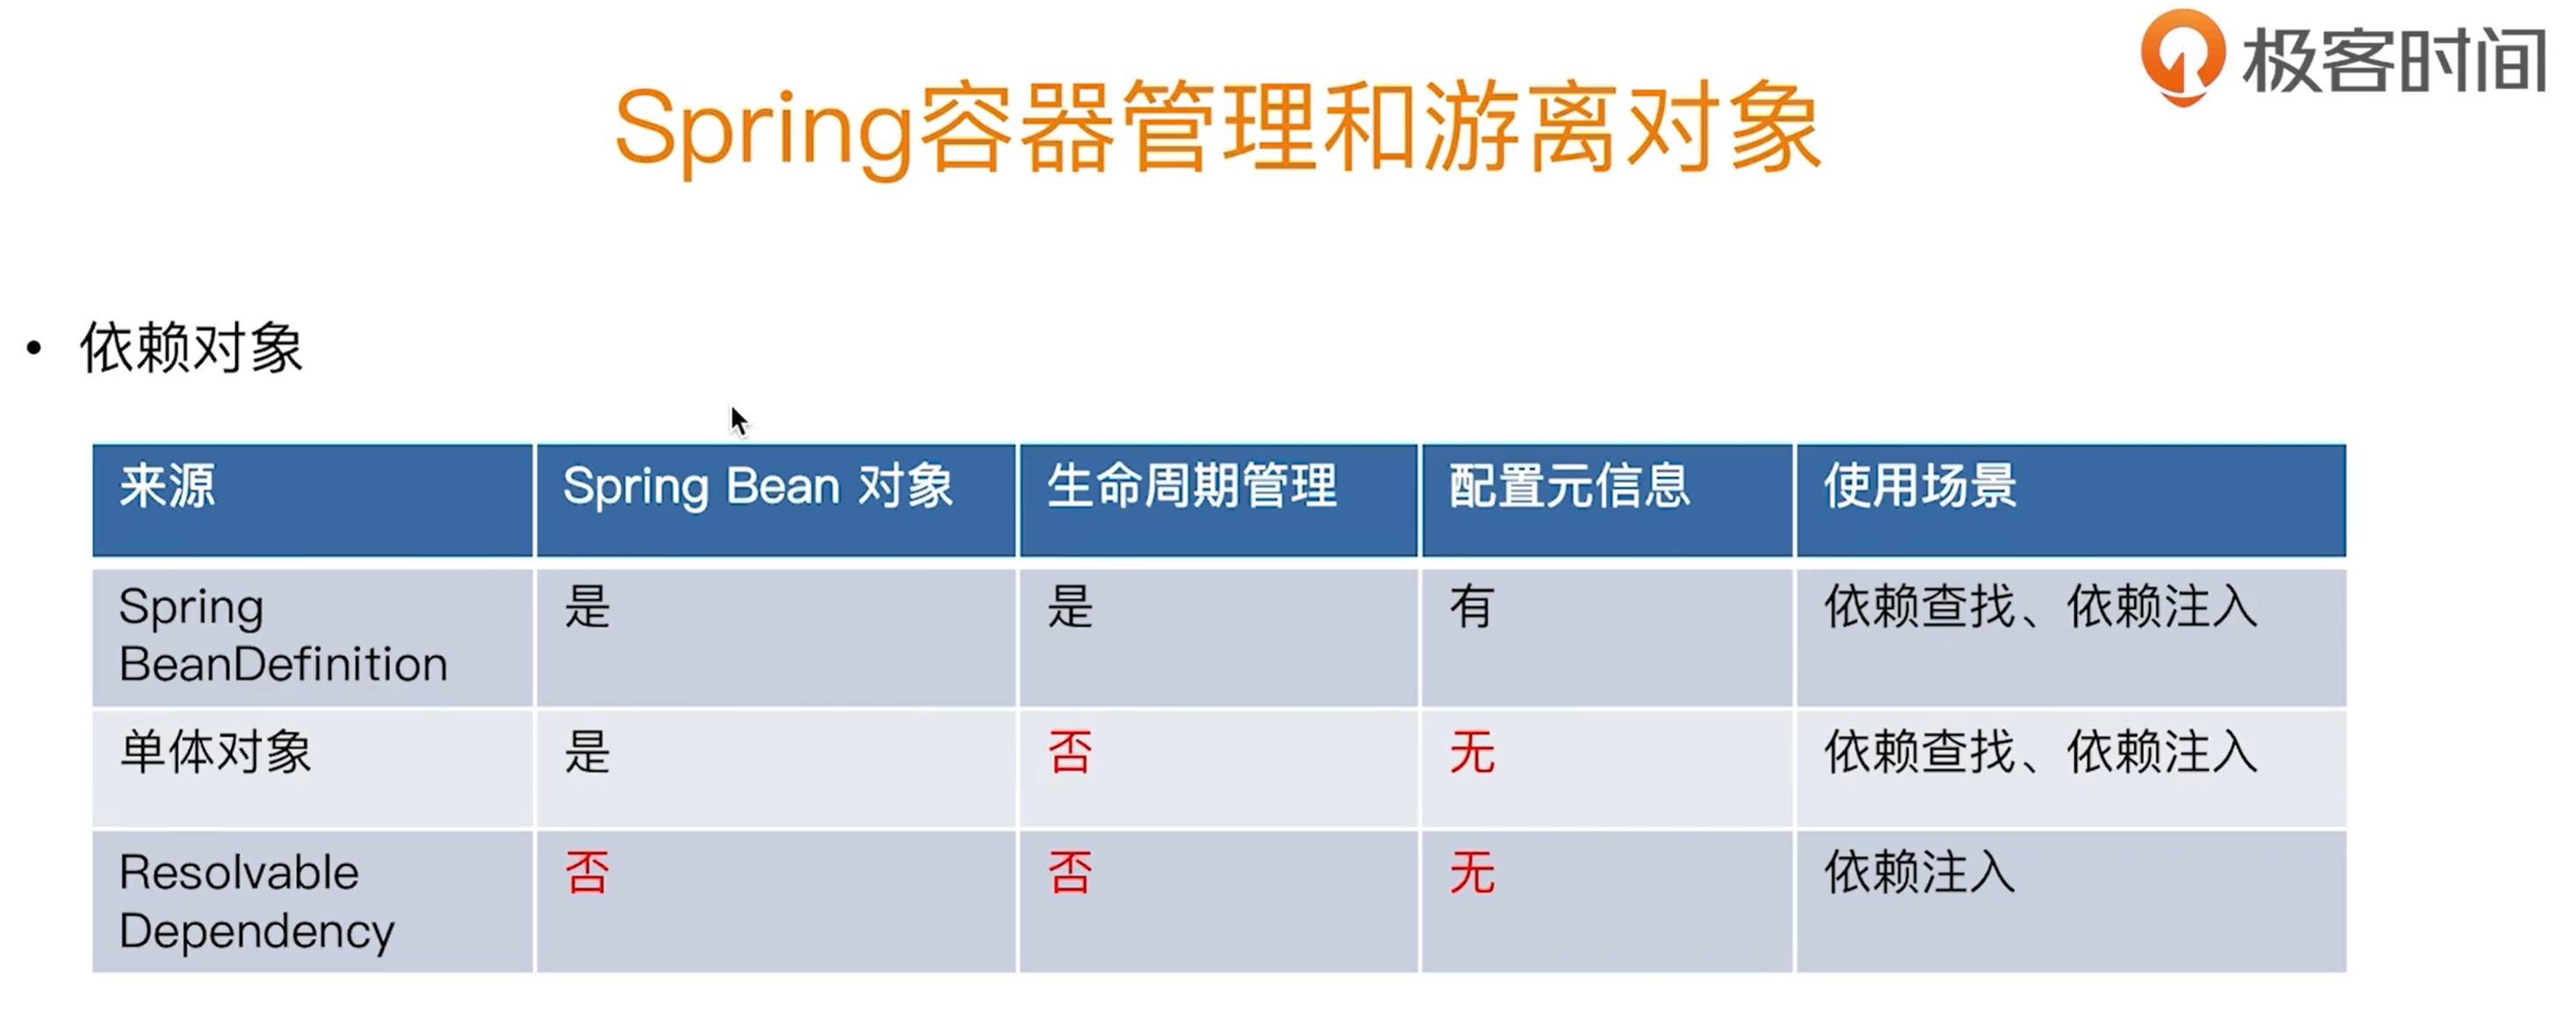 极客时间
Spring容器管理和游离对象
• 依赖对象
来源 Spring Bean 对象 生命周期管理 配置元信息 使用场景
Spring 是 是 有 依赖查找、依赖注入
BeanDefinition
单体对象 是 否 无 依赖查找、依赖注入
Resolvable 否 否 无 依赖注入
Dependency